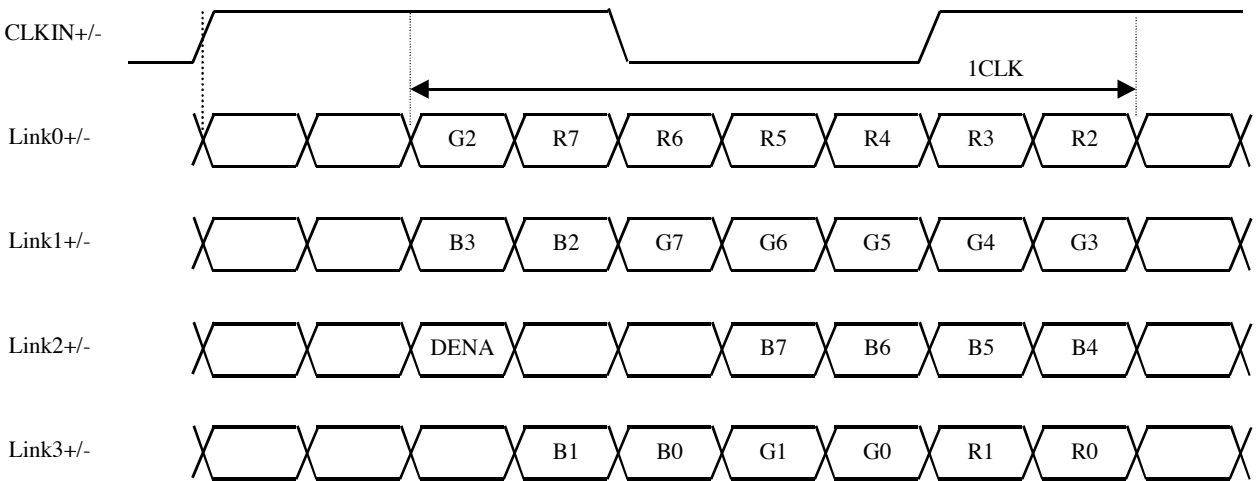 CLKIN+/-
1CLK
Link0+/- G2 R7 R6 R5 R4 R3 R2
Link1+/- B3 B2 G7 G6 G5 G4 G3
Link2+/- DENA B7 B6 B5 B4
Link3+/- B1 B0 G1 G0 R1 R0